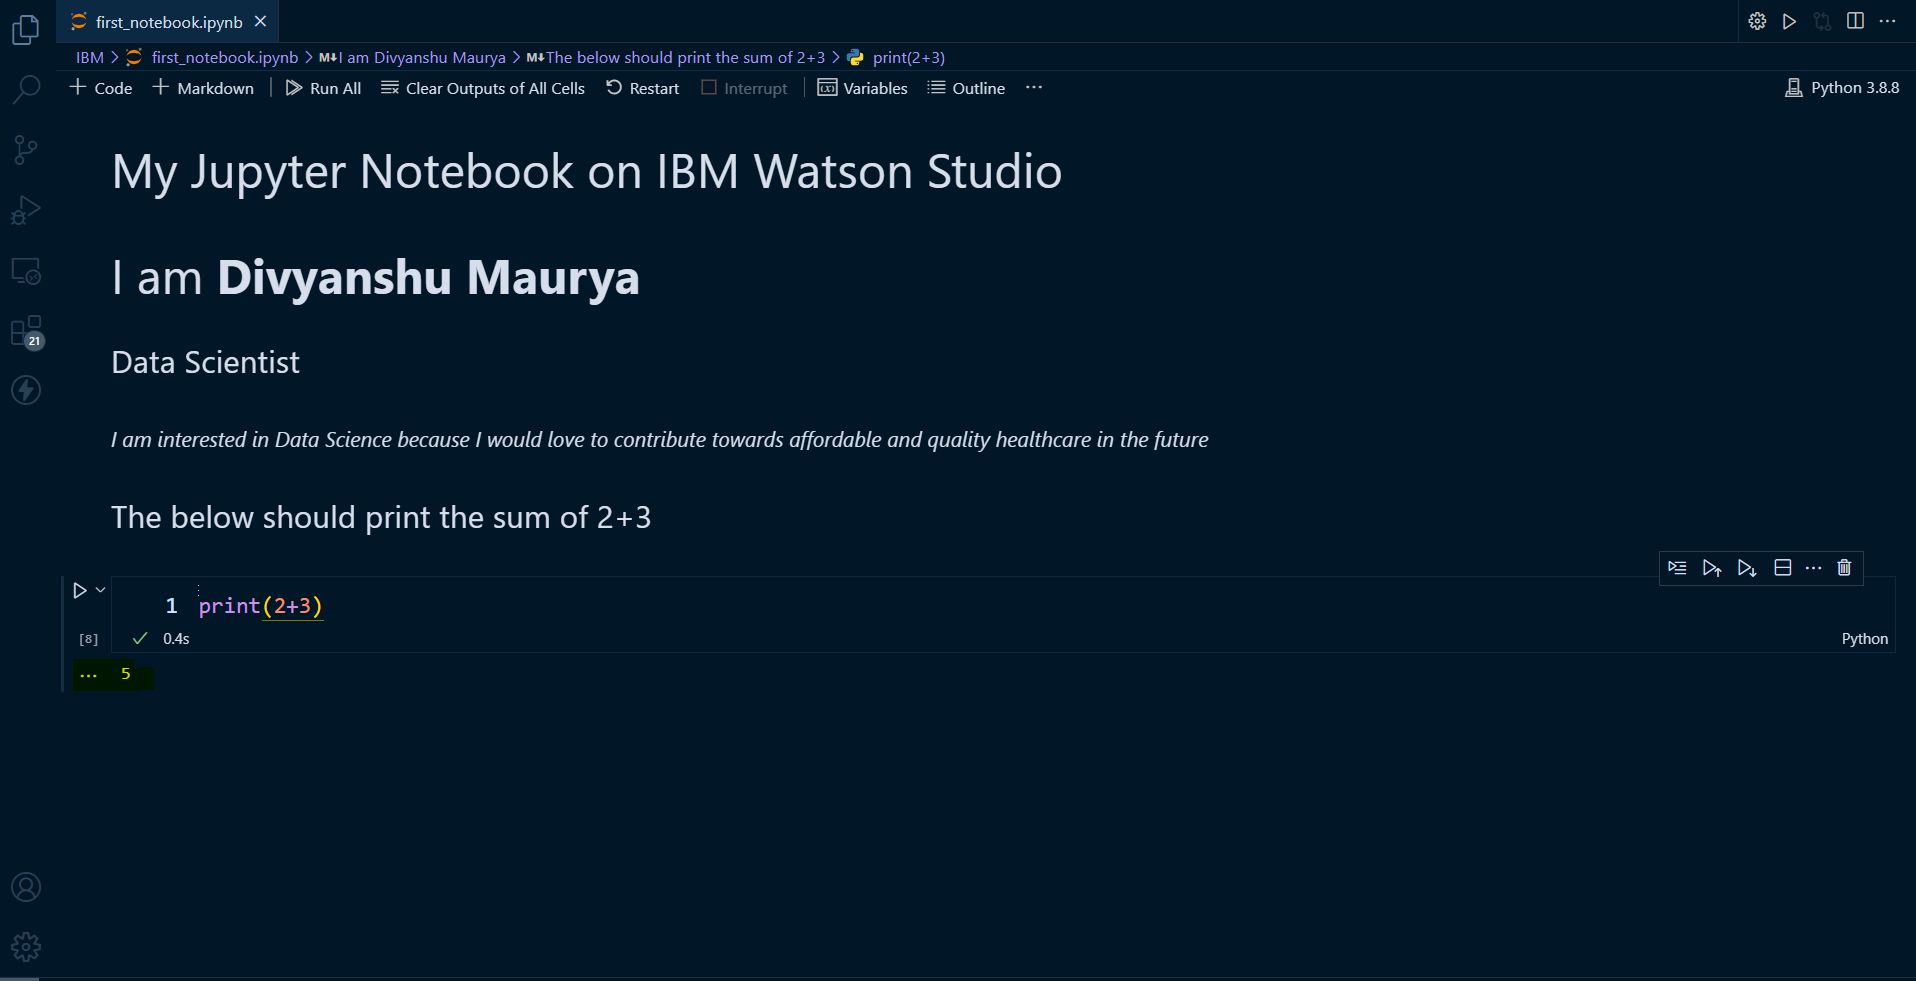 first_notebook.ipynb
IBM > first_notebook.ipynb > M↓I am Divyanshu Maurya > M↓The below should print the sum of 2+3 > print(2+3)
+ Code + Markdown | Run All Clear Outputs of All Cells Restart Interrupt | Variables Outline ··· Python 3.8.8
My Jupyter Notebook on IBM Watson Studio
I am Divyanshu Maurya
21
Data Scientist
I am interested in Data Science because I would love to contribute towards affordable and quality healthcare in the future
The below should print the sum of 2+3
1 print(2+3)
[8] ✓ 0.4s Python
··· 5